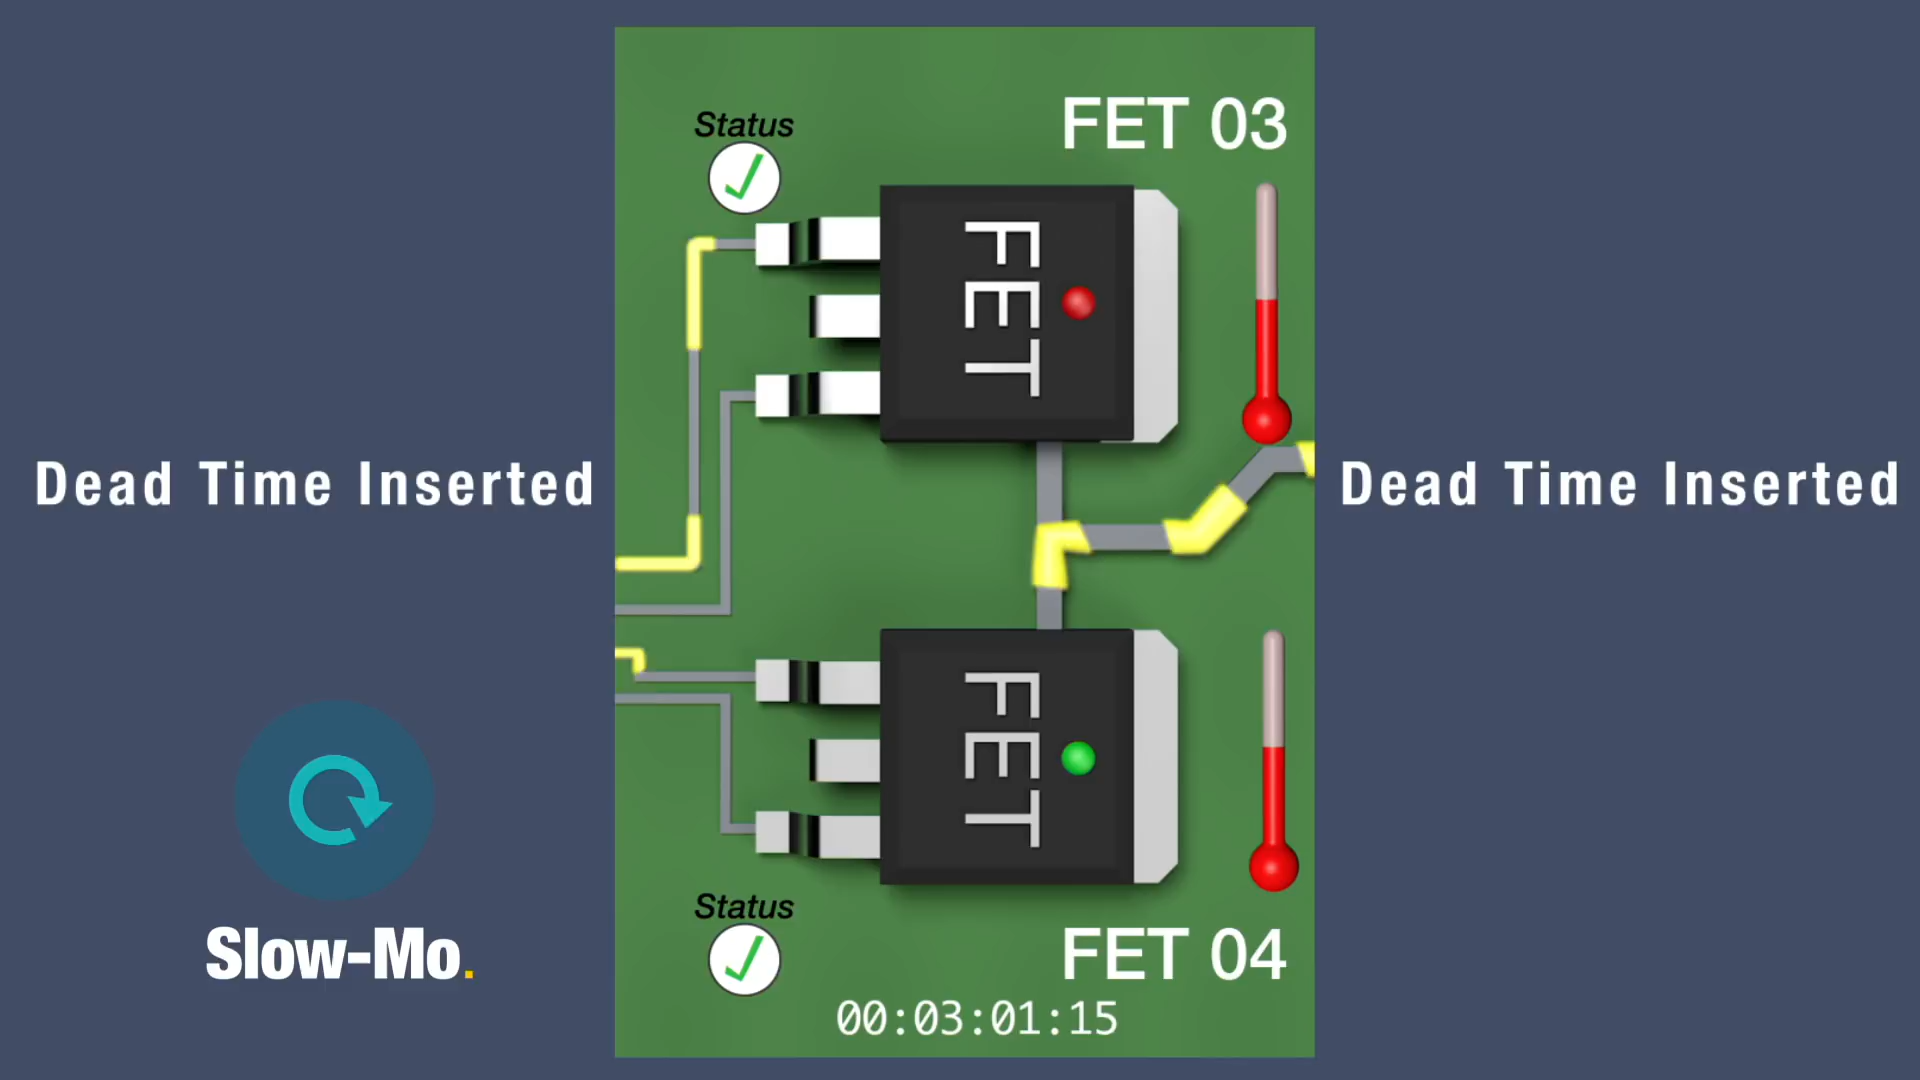 Status
FET 03
FET
Dead Time Inserted
Dead Time Inserted
FET
Status
FET 04
Slow-Mo.
00:03:01:15